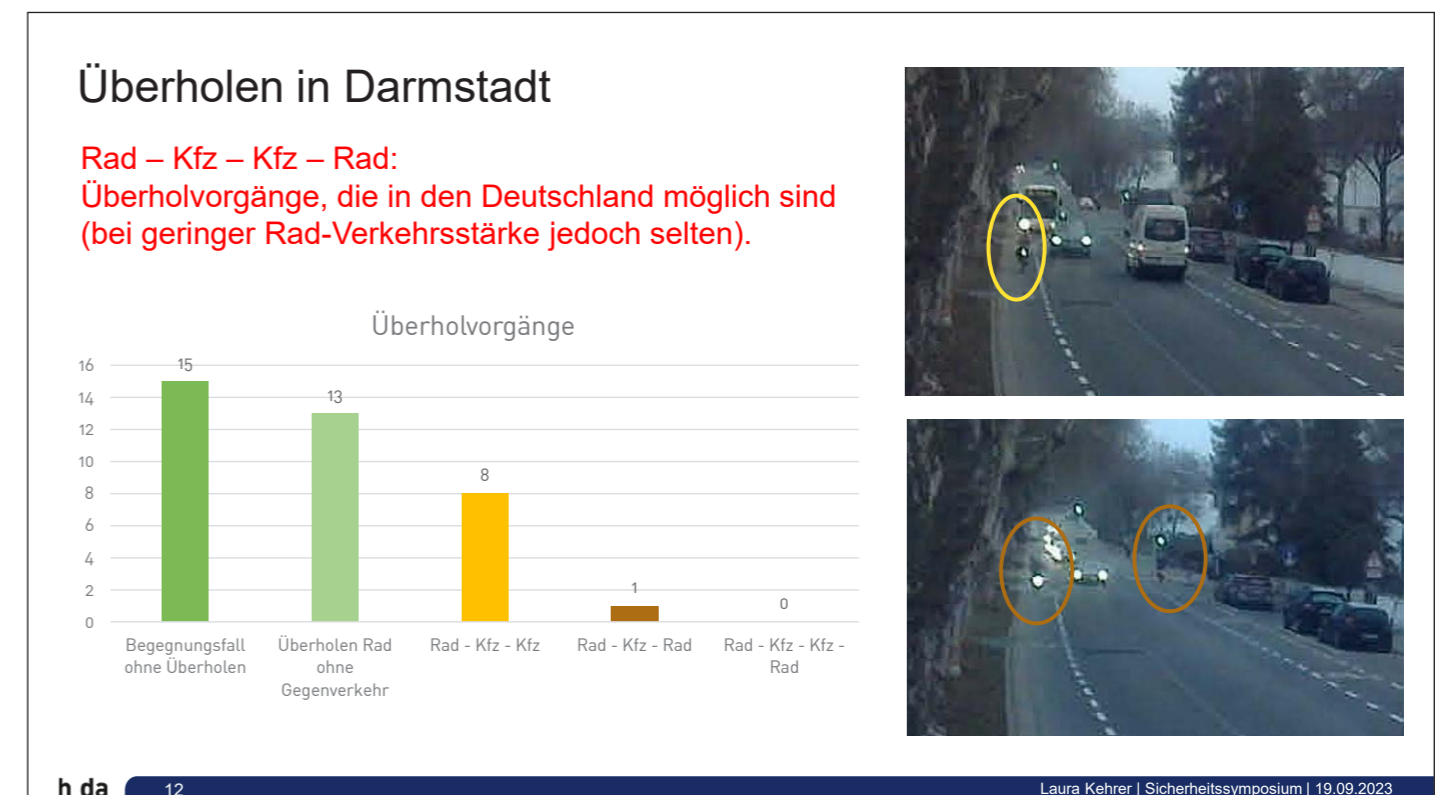 Überholen in Darmstadt
Rad – Kfz – Kfz – Rad:
Überholvorgänge, die in den Deutschland möglich sind
(bei geringer Rad-Verkehrsstärke jedoch selten).
Überholvorgänge
16
14
12
10
8
6
4
2
0
15
13
8
1
0
Begegnungsfall
ohne Überholen
Überholen Rad
ohne
Gegenverkehr
Rad - Kfz - Kfz
Rad - Kfz - Rad
Rad - Kfz - Kfz -
Rad
h da
12
Laura Kehrer | Sicherheitssymposium | 19.09.2023